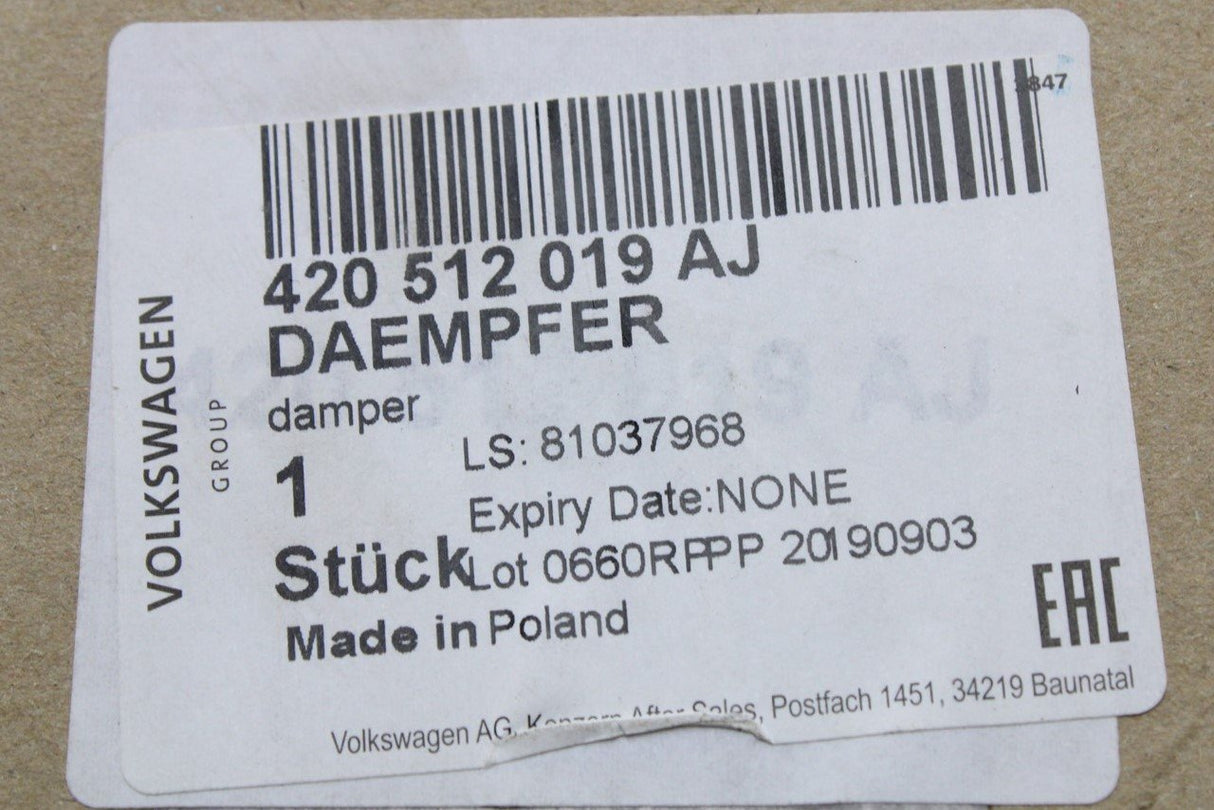 847
420 512 019 AJ
DAEMPFER
damper
LS: 81037968
1
Expiry Date:NONE
Stück
Lot 0660RPPPP 20190903
Made in Poland
VOLKSWAGEN
GROUP
EAC
Volkswagen AG, Konzern After Sales, Postfach 1451, 34219 Baunatal